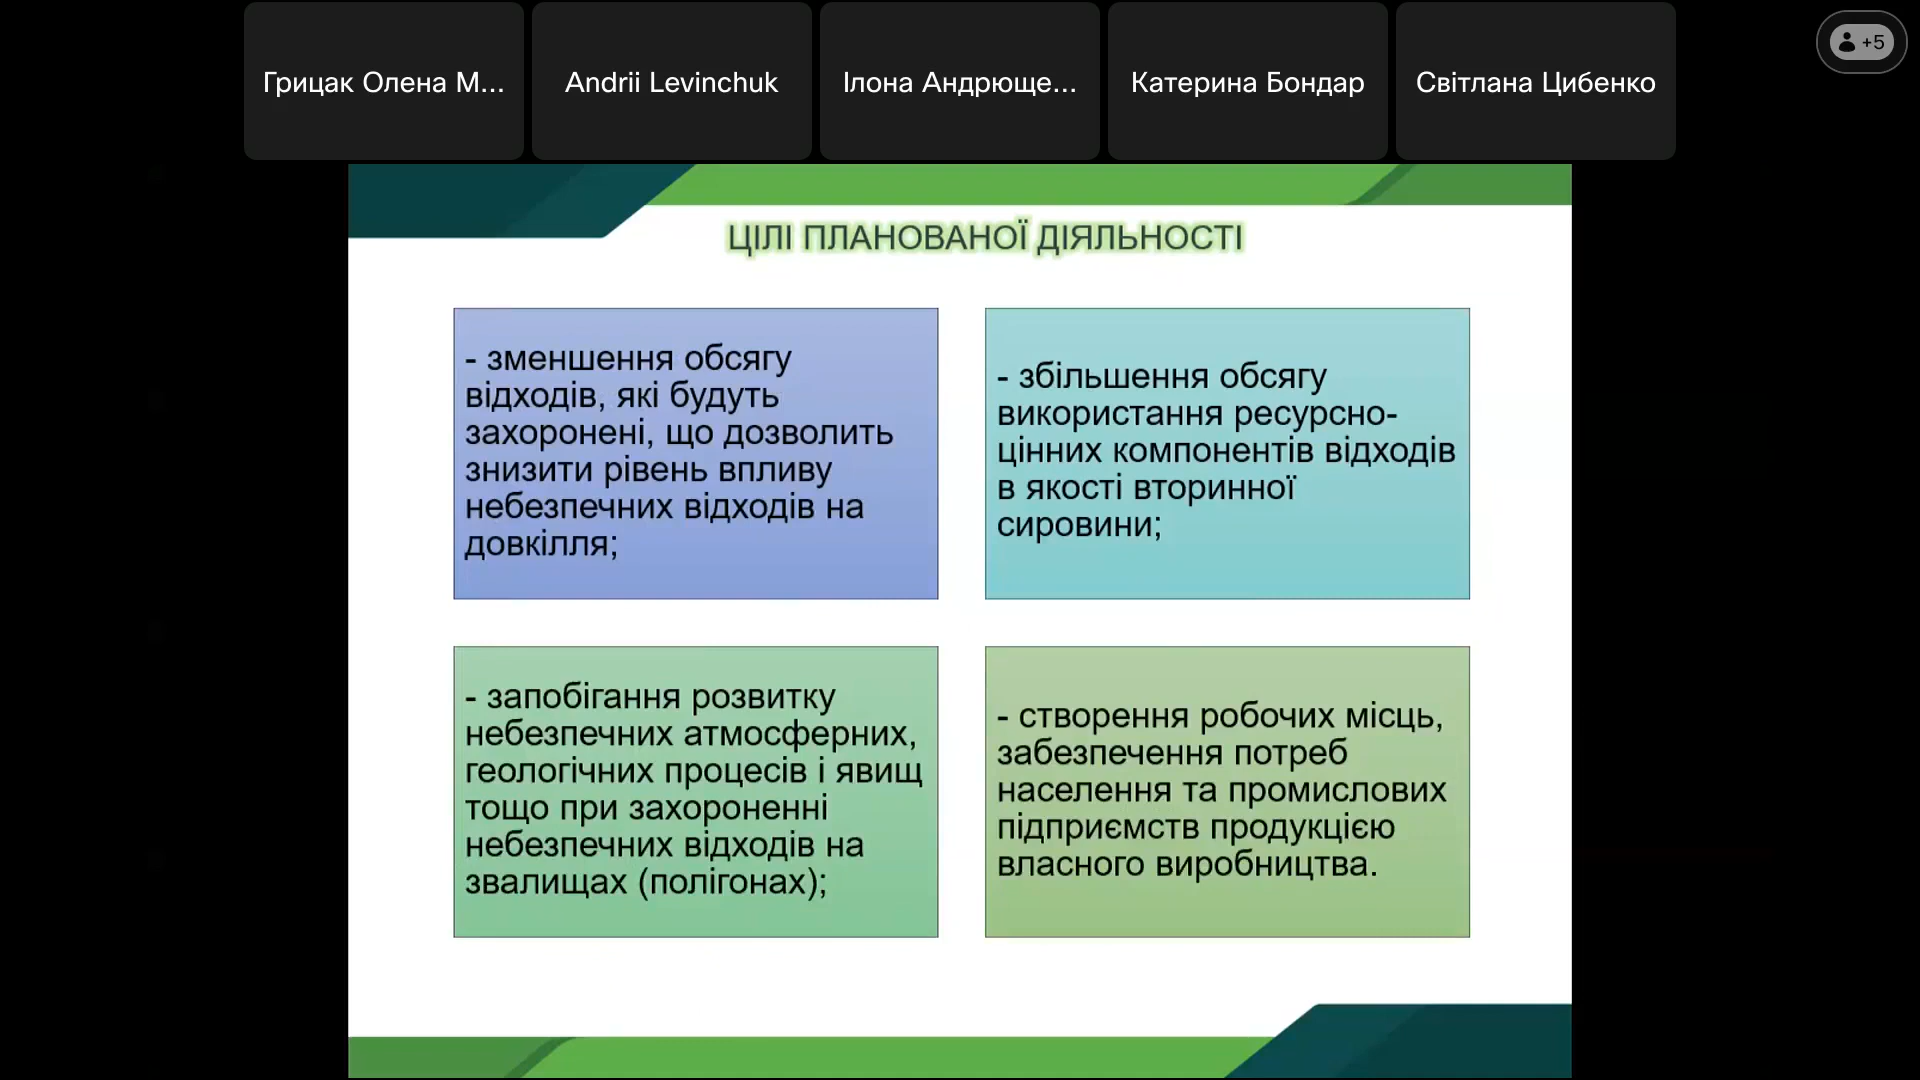 Грицак Олена М...
Andrii Levinchuk
Ілона Андрюще...
Катерина Бондар
Світлана Цибенко
+5
ЦІЛІ ПЛАНОВАНОЇ ДІЯЛЬНОСТІ
- зменшення обсягу
відходів, які будуть
захоронені, що дозволить
знизити рівень впливу
небезпечних відходів на
довкілля;
- збільшення обсягу
використання ресурсно-
цінних компонентів відходів
в якості вторинної
сировини;
- запобігання розвитку
небезпечних атмосферних,
геологічних процесів і явищ
тощо при захороненні
небезпечних відходів на
звалищах (полігонах);
- створення робочих місць,
забезпечення потреб
населення та промислових
підприємств продукцією
власного виробництва.